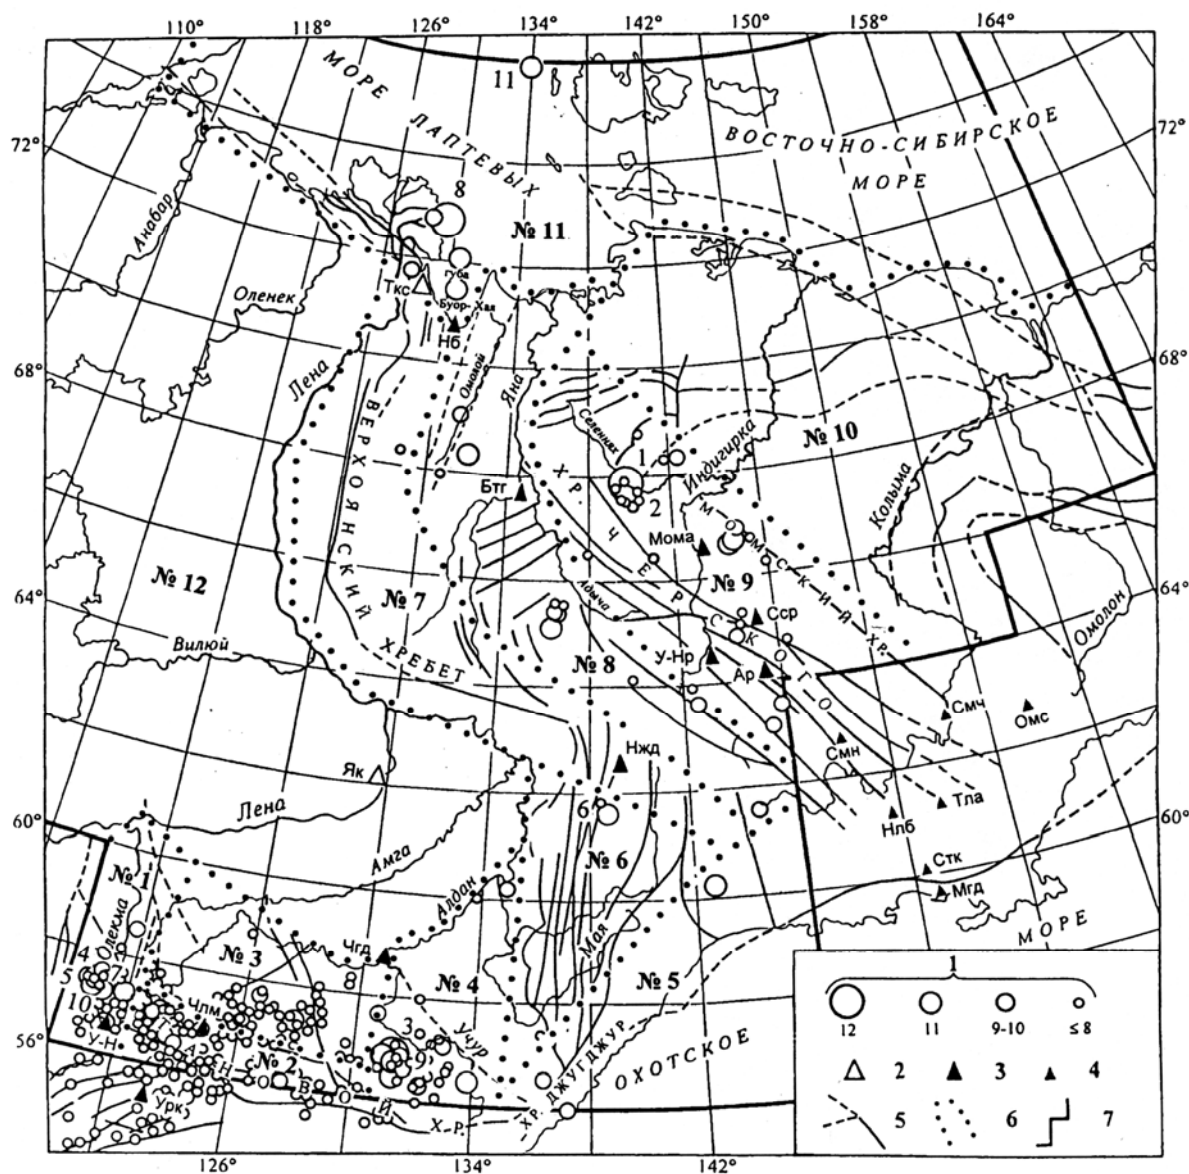 110° 118° 126° 134° 142° 150° 158° 164°
11
МОРЕ ЛАПТЕВЫХ
ВОСТОЧНО-СИБИРСКОЕ
МОРЕ
72°
72°
Анабар
8
№ 11
Губа
Буор-Хая
Ткс
Оленек
Нб
Омолой
Лена
Яна
68°
68°
ВЕРХОЯНСКИЙ ХРЕБЕТ
Селеннях
1
Индигирка
№ 10
Бтг
ХР. ЧЕРСКОГО
2
Колыма
Мома
МОМСКИЙ ХР.
№ 12
№ 7
Адыча
№ 9
64°
64°
Омолон
Вилюй
Сср
№ 8
У-Нр
Ар
Смч
Омс
Смн
Нжд
Як
Лена
6
Тла
Нлб
60°
60°
№ 1
Амга
№ 6
Стк
Мгд
Алдан
Олекма
МОРЕ
4
№ 3
Чгд
Мая
5
7
№ 4
№ 5
10
Члм
У-Н
3
Учур
9
56°
№ 2
СТАНОВОЙ ХР.
Урк
ХР. ДЖУГДЖУР
ОХОТСКОЕ
1
12 11 9-10 ≤8
2 3 4
5 6 7
126° 134° 142°